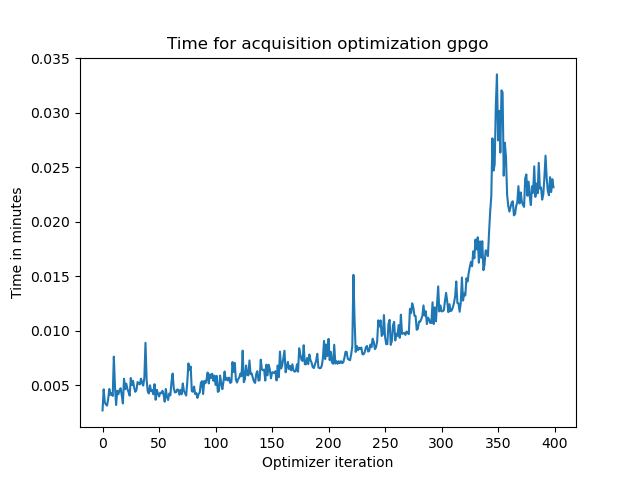 Time for acquisition optimization gpgo
0.035
0.030
0.025
0.020
0.015
0.010
0.005
Time in minutes
0 50 100 150 200 250 300 350 400
Optimizer iteration